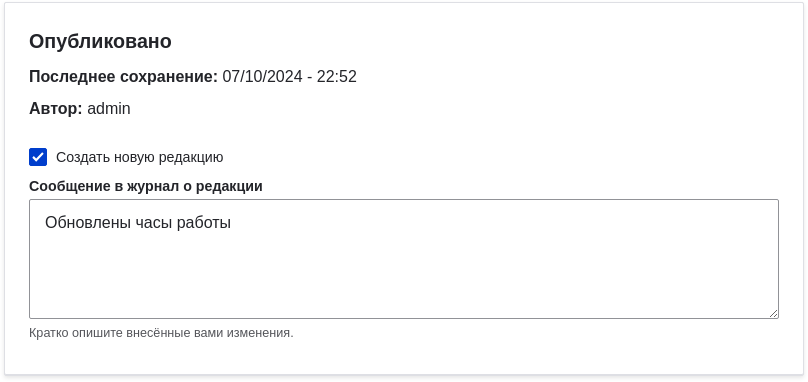 Опубликовано
Последнее сохранение: 07/10/2024 - 22:52
Автор: admin
Создать новую редакцию
Сообщение в журнал о редакции
Обновлены часы работы
Кратко опишите внесённые вами изменения.